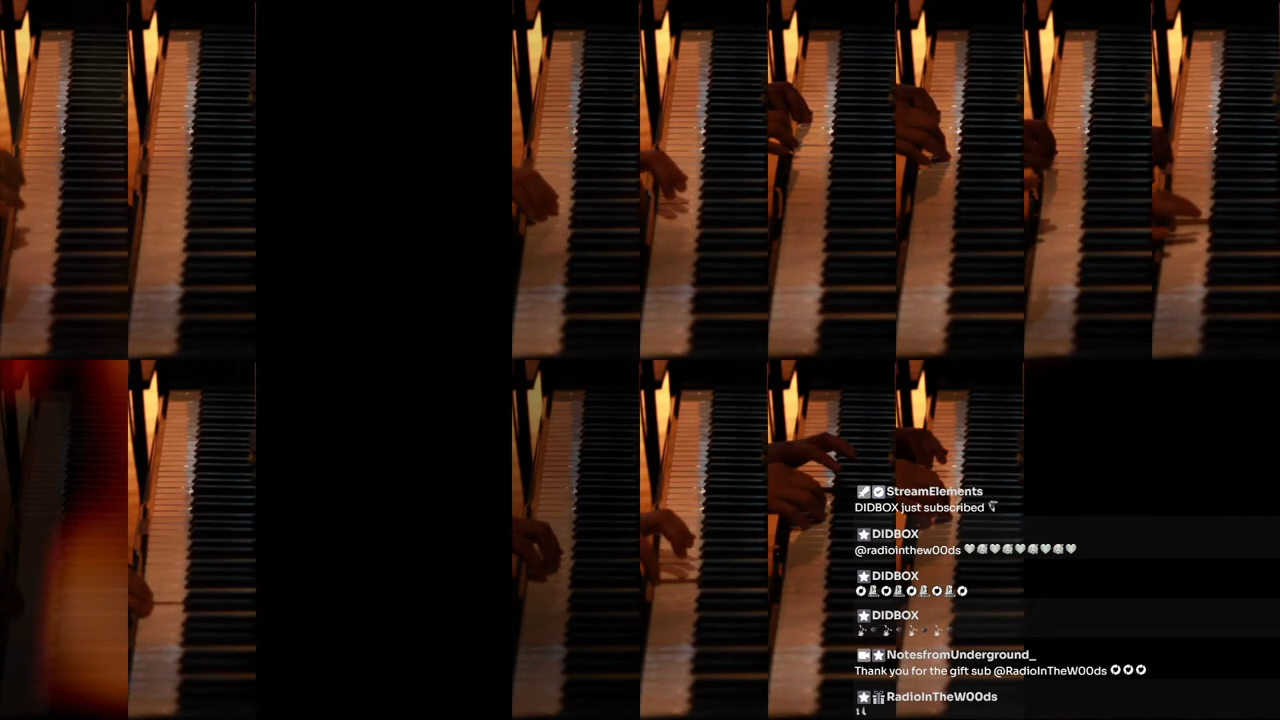 StreamElements
DIDBOX just subscribed
DIDBOX
@radiointhew00ds
DIDBOX
DIDBOX
NotesfromUnderground_
Thank you for the gift sub @RadioInTheW00ds
RadioInTheW00ds